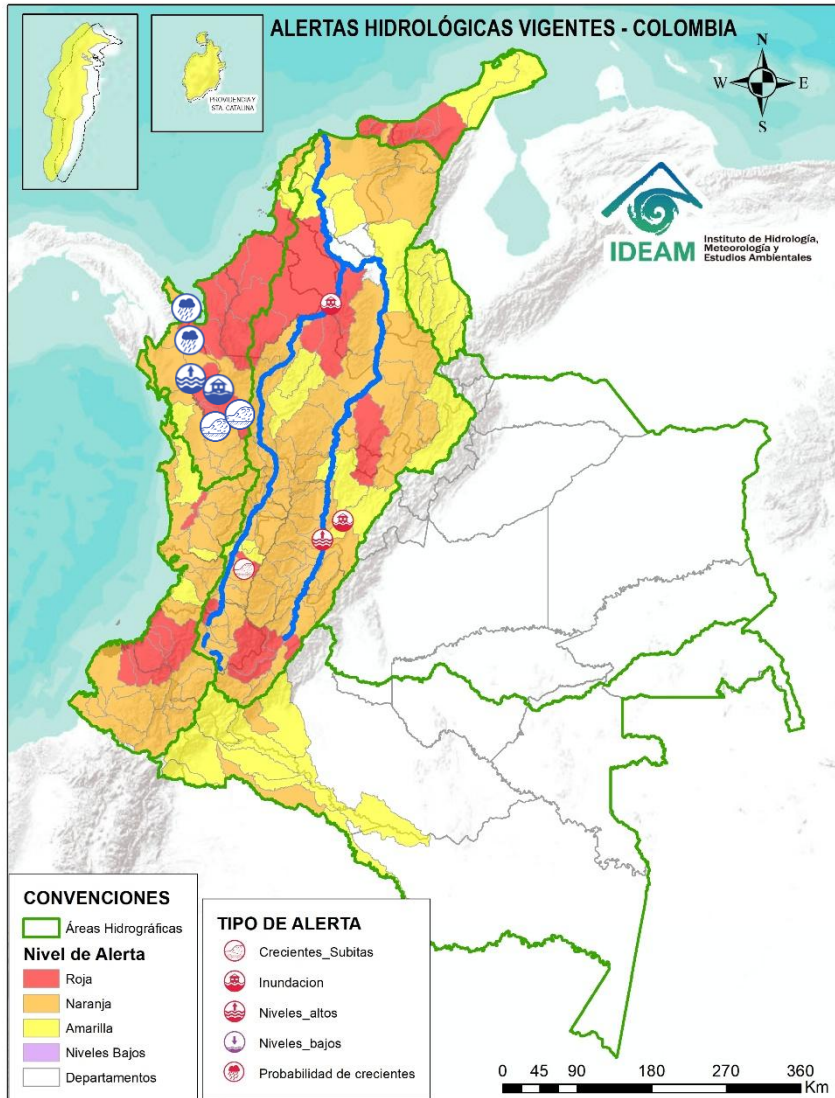 ALERTAS HIDROLÓGICAS VIGENTES - COLOMBIA
PROVIDENCIA Y
STA. CATALINA
N
W
E
S
IDEAM
Instituto de Hidrología,
Meteorología y
Estudios Ambientales
CONVENCIONES
Áreas Hidrográficas
Nivel de Alerta
Roja
Naranja
Amarilla
Niveles Bajos
Departamentos
TIPO DE ALERTA
Crecientes_Subitas
Inundacion
Niveles_altos
Niveles_bajos
Probabilidad de crecientes
0 45 90 180 270 360
Km